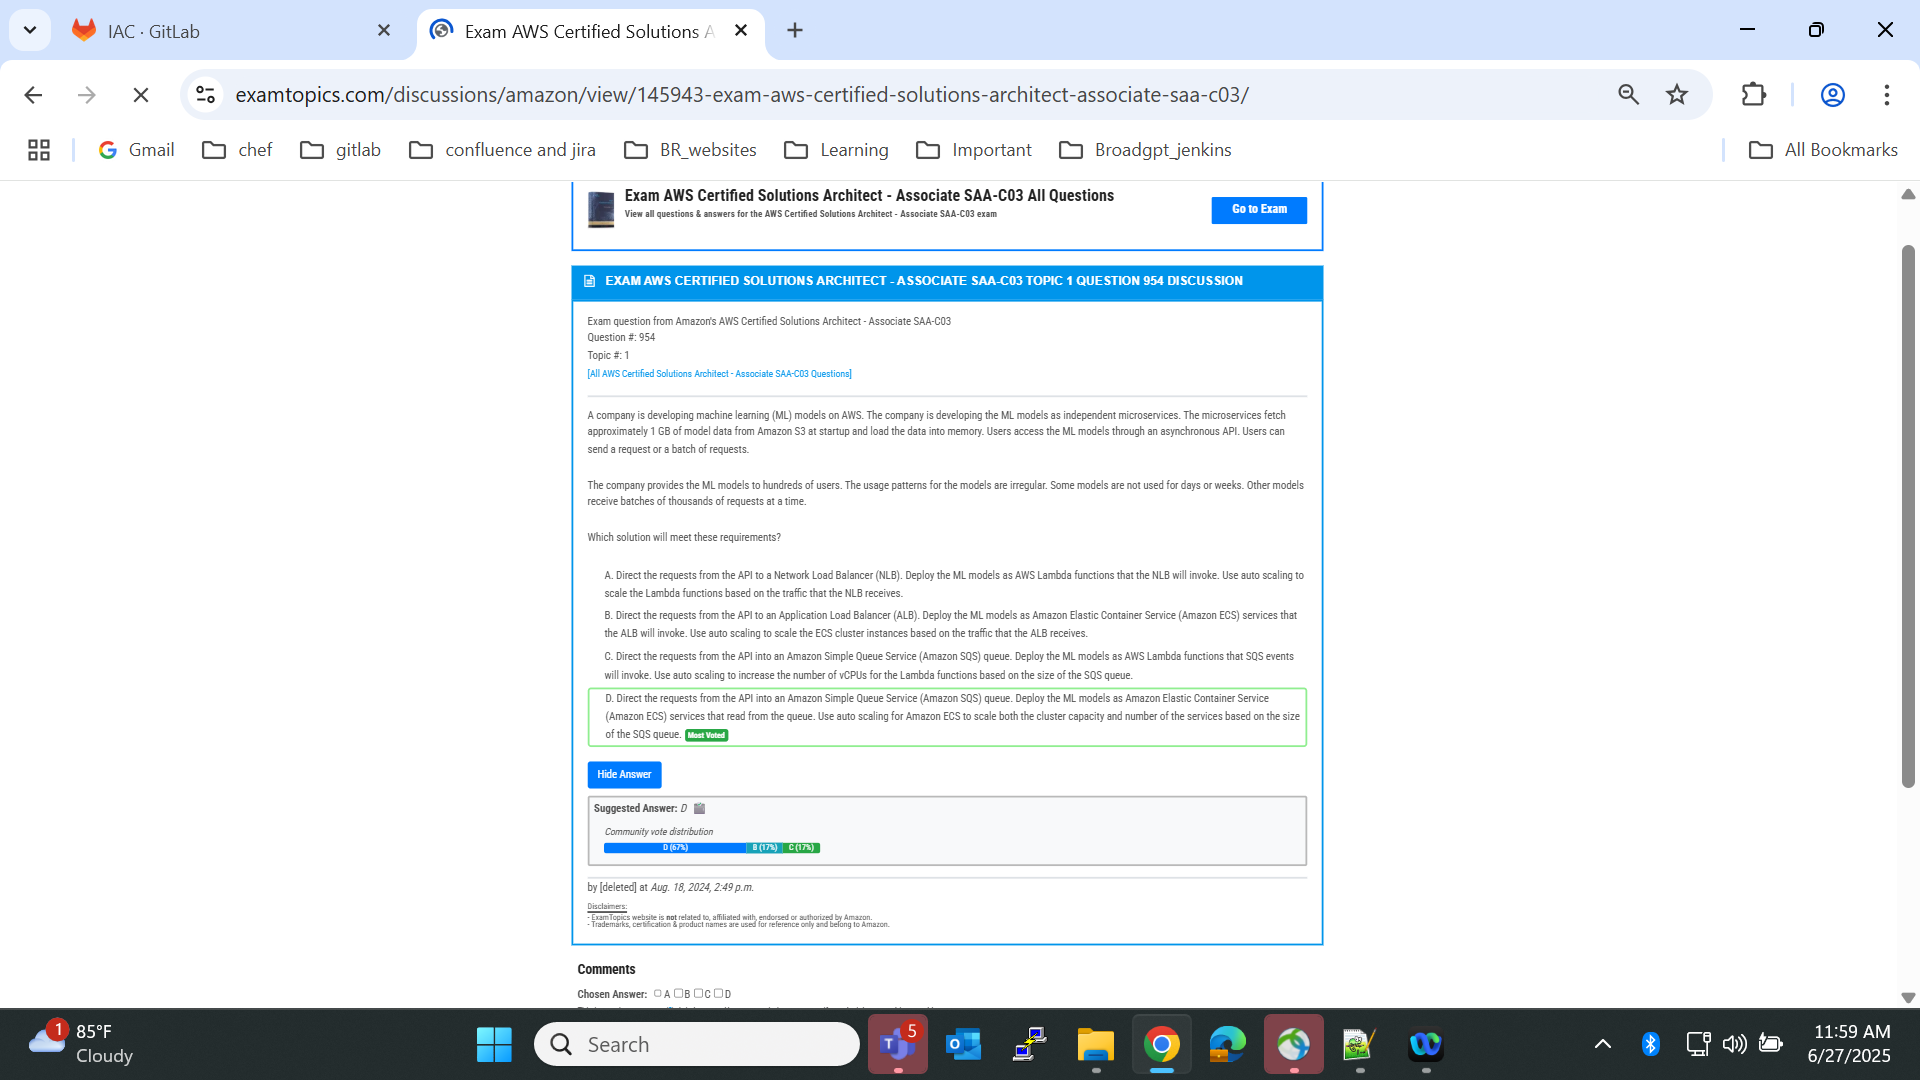 IAC · GitLab
Exam AWS Certified Solutions A
examtopics.com/discussions/amazon/view/145943-exam-aws-certified-solutions-architect-associate-saa-c03/
Gmail
chef
gitlab
confluence and jira
BR_websites
Learning
Important
Broadgpt_jenkins
All Bookmarks
Exam AWS Certified Solutions Architect - Associate SAA-C03 All Questions
View all questions & answers for the AWS Certified Solutions Architect - Associate SAA-C03 exam
Go to Exam
EXAM AWS CERTIFIED SOLUTIONS ARCHITECT - ASSOCIATE SAA-C03 TOPIC 1 QUESTION 954 DISCUSSION
Exam question from Amazon's AWS Certified Solutions Architect - Associate SAA-C03
Question #: 954
Topic #: 1
[All AWS Certified Solutions Architect - Associate SAA-C03 Questions]
A company is developing machine learning (ML) models on AWS. The company is developing the ML models as independent microservices. The microservices fetch
approximately 1 GB of model data from Amazon S3 at startup and load the data into memory. Users access the ML models through an asynchronous API. Users can
send a request or a batch of requests.
The company provides the ML models to hundreds of users. The usage patterns for the models are irregular. Some models are not used for days or weeks. Other models
receive batches of thousands of requests at a time.
Which solution will meet these requirements?
A. Direct the requests from the API to a Network Load Balancer (NLB). Deploy the ML models as AWS Lambda functions that the NLB will invoke. Use auto scaling to
scale the Lambda functions based on the traffic that the NLB receives.
B. Direct the requests from the API to an Application Load Balancer (ALB). Deploy the ML models as Amazon Elastic Container Service (Amazon ECS) services that
the ALB will invoke. Use auto scaling to scale the ECS cluster instances based on the traffic that the ALB receives.
C. Direct the requests from the API into an Amazon Simple Queue Service (Amazon SQS) queue. Deploy the ML models as AWS Lambda functions that SQS events
will invoke. Use auto scaling to increase the number of vCPUs for the Lambda functions based on the size of the SQS queue.
D. Direct the requests from the API into an Amazon Simple Queue Service (Amazon SQS) queue. Deploy the ML models as Amazon Elastic Container Service
(Amazon ECS) services that read from the queue. Use auto scaling for Amazon ECS to scale both the cluster capacity and number of the services based on the size
of the SQS queue. Most Voted
Hide Answer
Suggested Answer: D
Community vote distribution
D (67%) B (17%) C (17%)
by [deleted] at Aug. 18, 2024, 2:49 p.m.
Disclaimers:
- ExamTopics website is not related to, affiliated with, endorsed or authorized by Amazon.
- Trademarks, certification & product names are used for reference only and belong to Amazon.
Comments
Chosen Answer: A B C D
1
85°F
Cloudy
Search
5
11:59 AM
6/27/2025